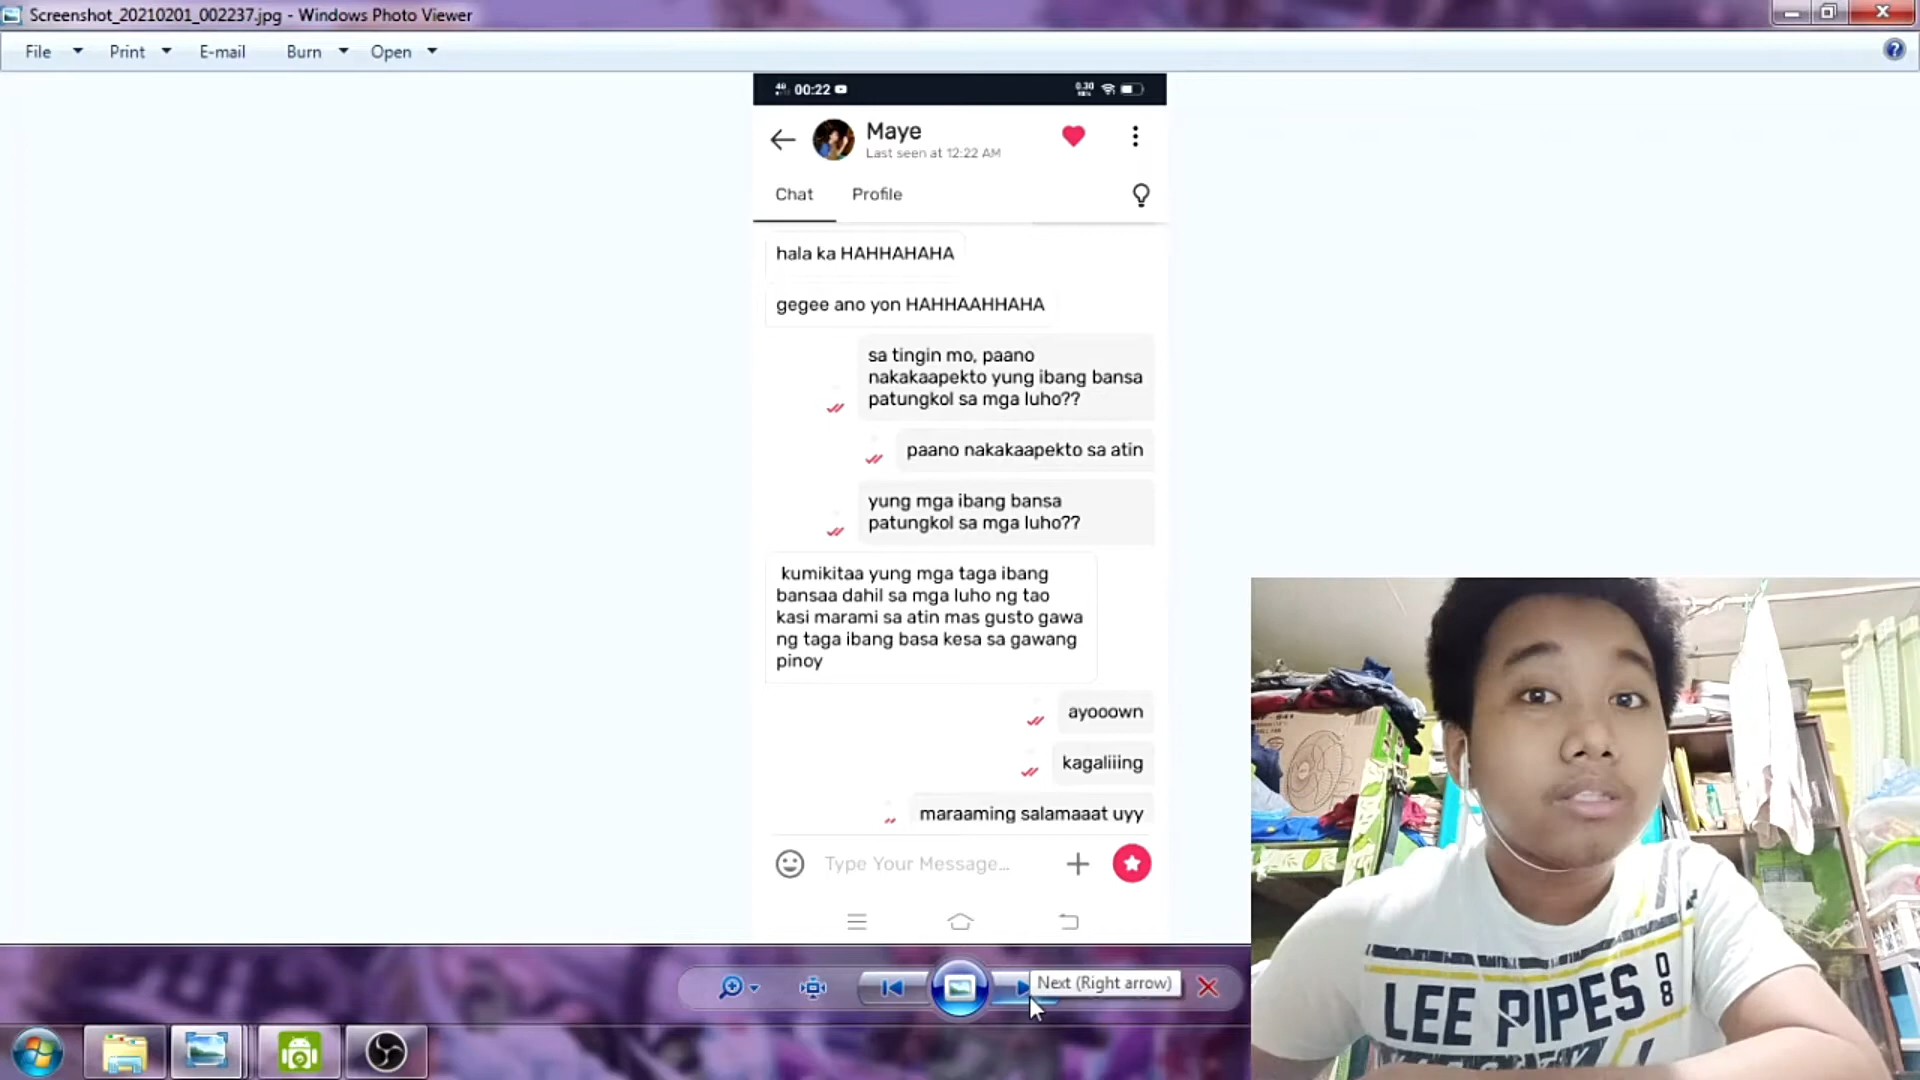 Screenshot_20210201_002237.jpg - Windows Photo Viewer
File Print E-mail Burn Open
00:22
0.30
Maye
Last seen at 12:22 AM
Chat Profile
hala ka HAHHAHAHA
gegee ano yon HAHHAAHHAHA
sa tingin mo, paano
nakakaapekto yung ibang bansa
patungkol sa mga luho??
paano nakakaapekto sa atin
yung mga ibang bansa
patungkol sa mga luho??
kumikitaa yung mga taga ibang
bansaa dahil sa mga luho ng tao
kasi marami sa atin mas gusto gawa
ng taga ibang basa kesa sa gawang
pinoy
ayooown
kagaliiing
maraaming salamaaat uyy
Type Your Message...
Next (Right arrow)
LEE PIPES
08